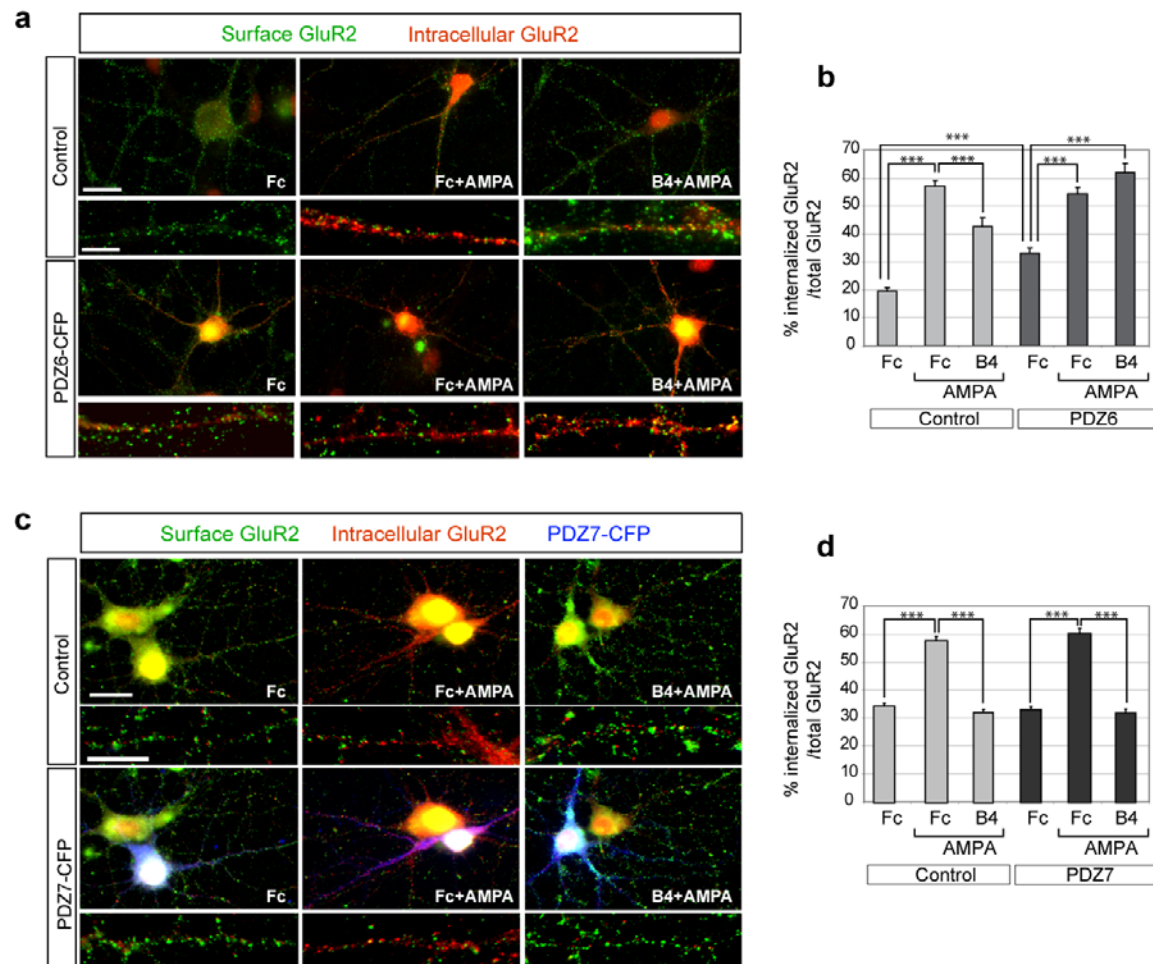 a
Surface GluR2 Intracellular GluR2
Control
Fc
Fc+AMPA
B4+AMPA
PDZ6-CFP
Fc
Fc+AMPA
B4+AMPA
b
% internalized GluR2
/total GluR2
70
60
50
40
30
20
10
0
*** *** *** *** ***
Fc Fc B4 Fc Fc B4
AMPA AMPA
Control PDZ6
c
Surface GluR2 Intracellular GluR2 PDZ7-CFP
Control
Fc
Fc+AMPA
B4+AMPA
PDZ7-CFP
Fc
Fc+AMPA
B4+AMPA
d
% internalized GluR2
/total GluR2
70
60
50
40
30
20
10
0
*** *** *** ***
Fc Fc B4 Fc Fc B4
AMPA AMPA
Control PDZ7